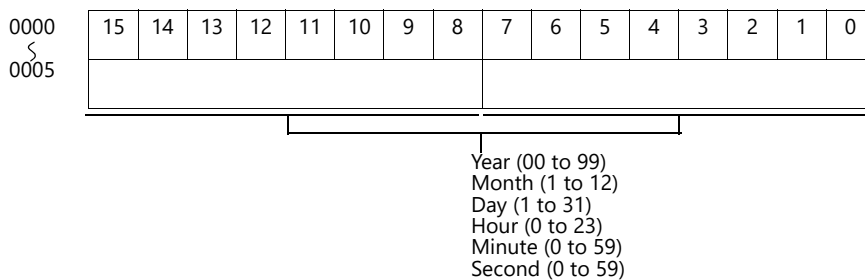 0000 15 14 13 12 11 10 9 8 7 6 5 4 3 2 1 0
0005
Year (00 to 99)
Month (1 to 12)
Day (1 to 31)
Hour (0 to 23)
Minute (0 to 59)
Second (0 to 59)